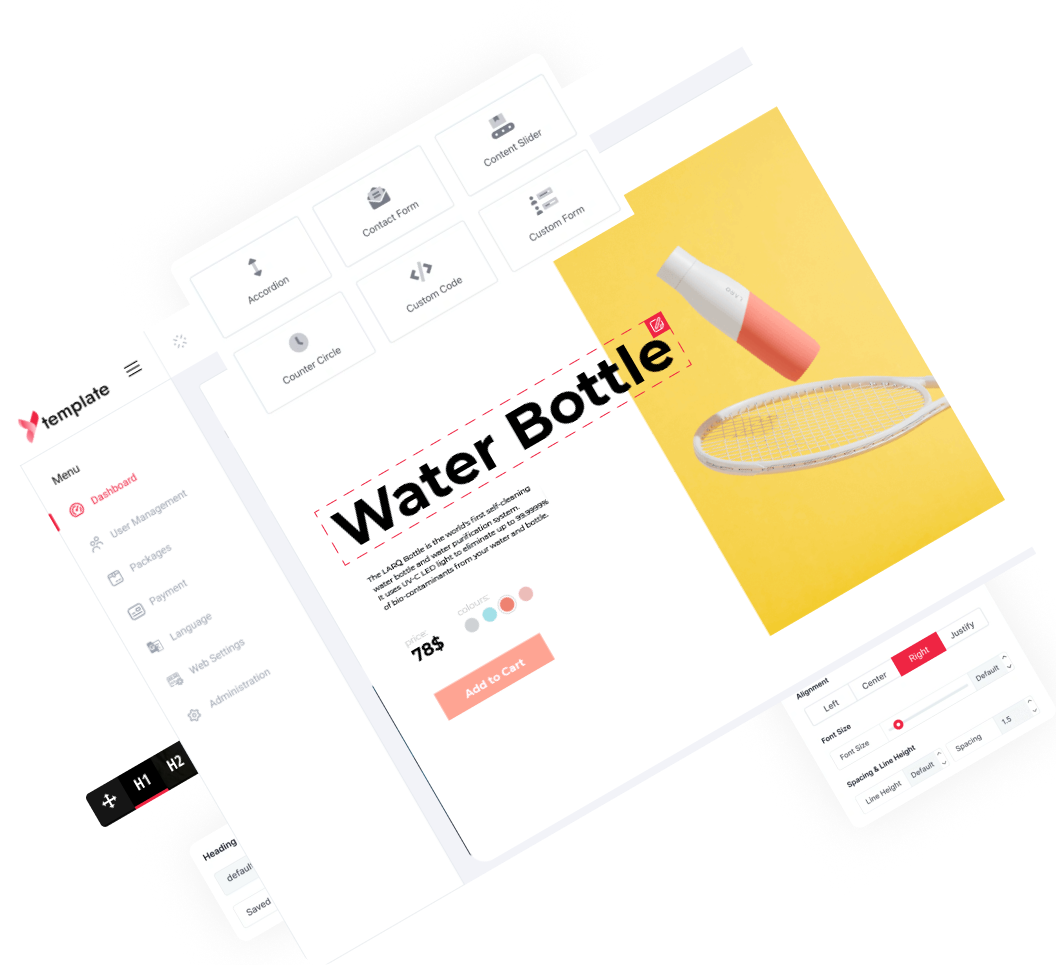 Content Slider
Contact Form
Custom Form
Accordion
Custom Code
Counter Circle
template
Menu
Dashboard
User Management
Packages
Payment
Language
Web Settings
Administration
Water Bottle
The LARQ Bottle is the world's first self-cleaning
water bottle and water purification system.
It uses UV-C LED light to eliminate up to 99.9999%
of bio-contaminants from your water and bottle.
price:
78$
colours:
Add to Cart
H1 H2
Heading
default
Saved
Alignment
Left Center Right Justify
Font Size
Font Size Default
Spacing & Line Height
Line Height Default Spacing 1.5